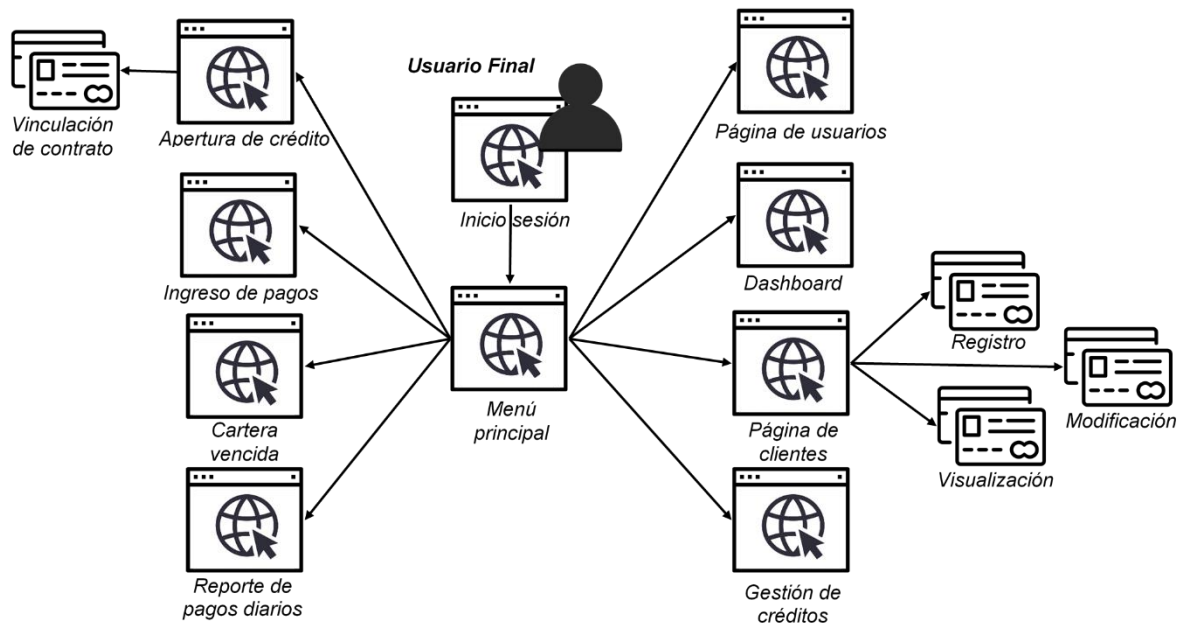 Usuario Final
Vinculación
de contrato
Apertura de crédito
Página de usuarios
Inicio sesión
Ingreso de pagos
Dashboard
Registro
Menú
principal
Cartera
vencida
Página de
clientes
Modificación
Visualización
Reporte de
pagos diarios
Gestión de
créditos